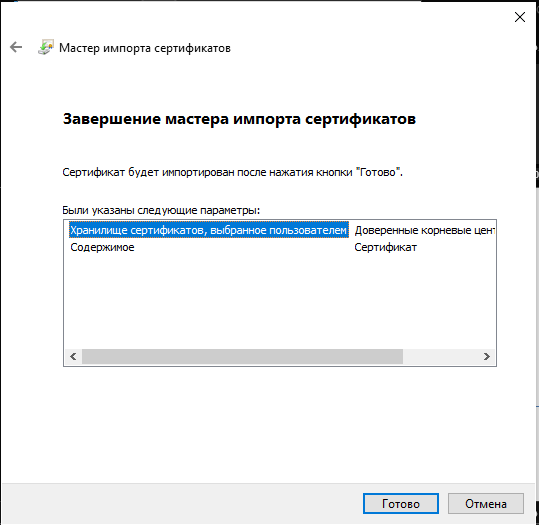 Мастер импорта сертификатов
Завершение мастера импорта сертификатов
Сертификат будет импортирован после нажатия кнопки "Готово".
Были указаны следующие параметры:
Хранилище сертификатов, выбранное пользователем Доверенные корневые цен
Содержимое Сертификат
Готово Отмена